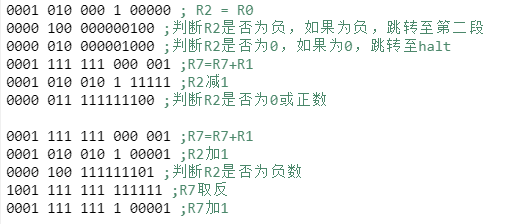 0001 010 000 1 00000 ; R2 = R0
0000 100 000000100 ;判断R2是否为负，如果为负，跳转至第二段
0000 010 000001000 ;判断R2是否为0，如果为0，跳转至halt
0001 111 111 000 001 ;R7=R7+R1
0001 010 010 1 11111 ;R2减1
0000 011 111111100 ;判断R2是否为0或正数
0001 111 111 000 001 ;R7=R7+R1
0001 010 010 1 00001 ;R2加1
0000 100 111111101 ;判断R2是否为负数
1001 111 111 111111 ;R7取反
0001 111 111 1 00001 ;R7加1